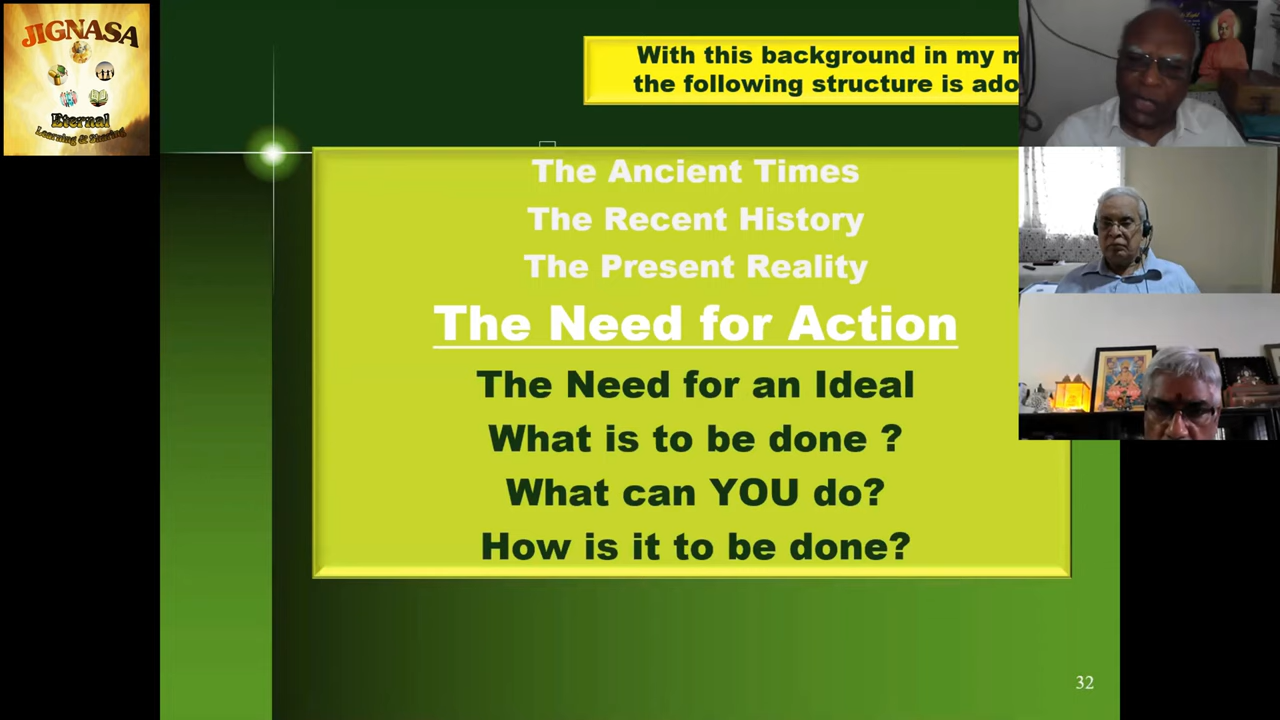 JIGNASA
Eternal
Learning & Sharing
With this background in my
the following structure is
The Ancient Times
The Recent History
The Present Reality
The Need for Action
The Need for an Ideal
What is to be done ?
What can YOU do?
How is it to be done?
32